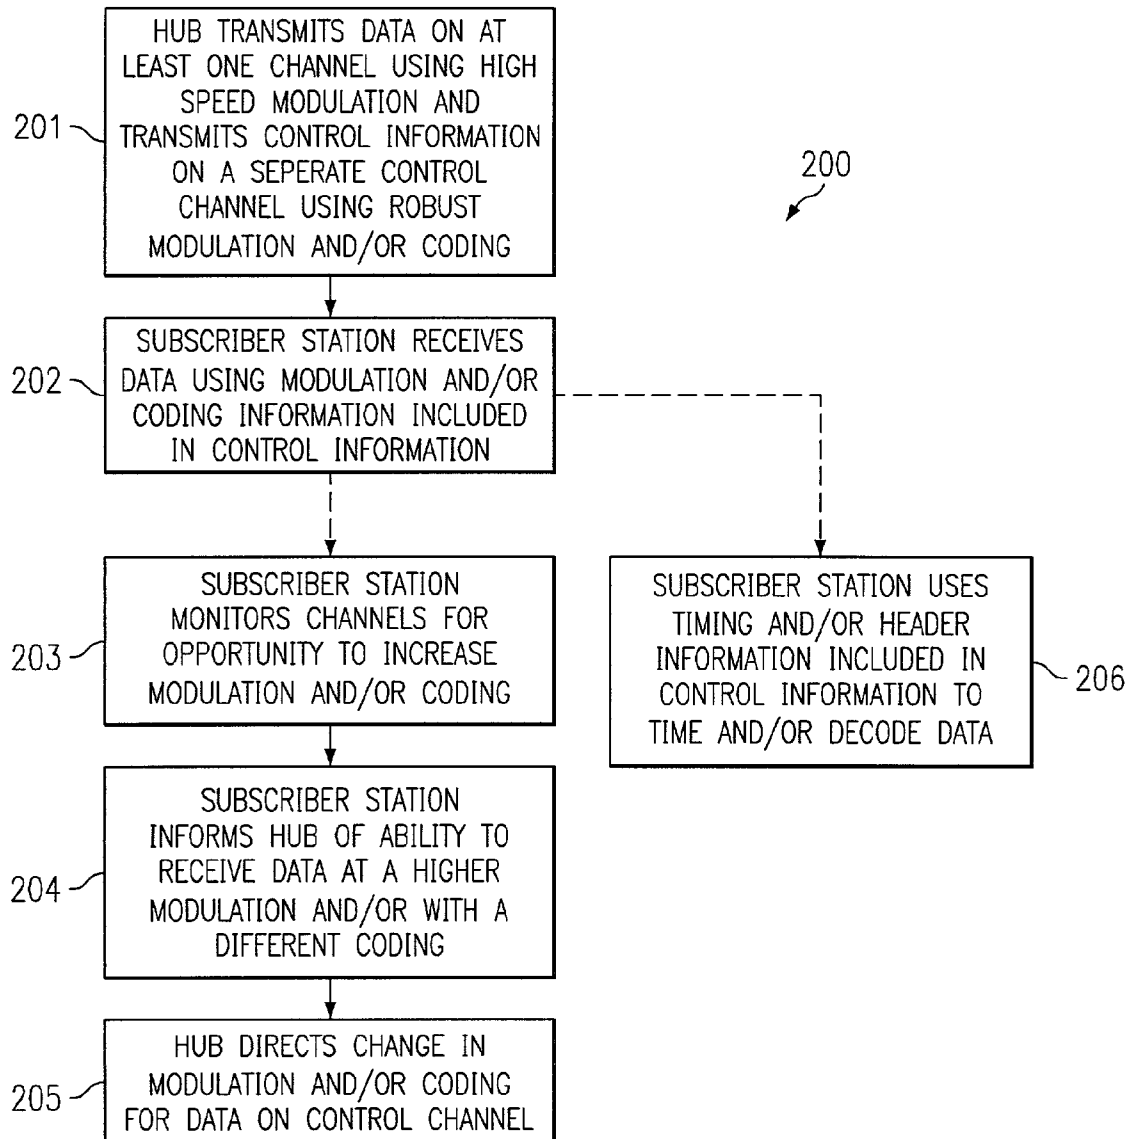 HUB TRANSMITS DATA ON AT
LEAST ONE CHANNEL USING HIGH
SPEED MODULATION AND
TRANSMITS CONTROL INFORMATION
ON A SEPERATE CONTROL
CHANNEL USING ROBUST
MODULATION AND/OR CODING
201
200
SUBSCRIBER STATION RECEIVES
DATA USING MODULATION AND/OR
CODING INFORMATION INCLUDED
IN CONTROL INFORMATION
202
SUBSCRIBER STATION
MONITORS CHANNELS FOR
OPPORTUNITY TO INCREASE
MODULATION AND/OR CODING
203
SUBSCRIBER STATION USES
TIMING AND/OR HEADER
INFORMATION INCLUDED IN
CONTROL INFORMATION TO
TIME AND/OR DECODE DATA
206
SUBSCRIBER STATION
INFORMS HUB OF ABILITY TO
RECEIVE DATA AT A HIGHER
MODULATION AND/OR WITH A
DIFFERENT CODING
204
HUB DIRECTS CHANGE IN
MODULATION AND/OR CODING
FOR DATA ON CONTROL CHANNEL
205